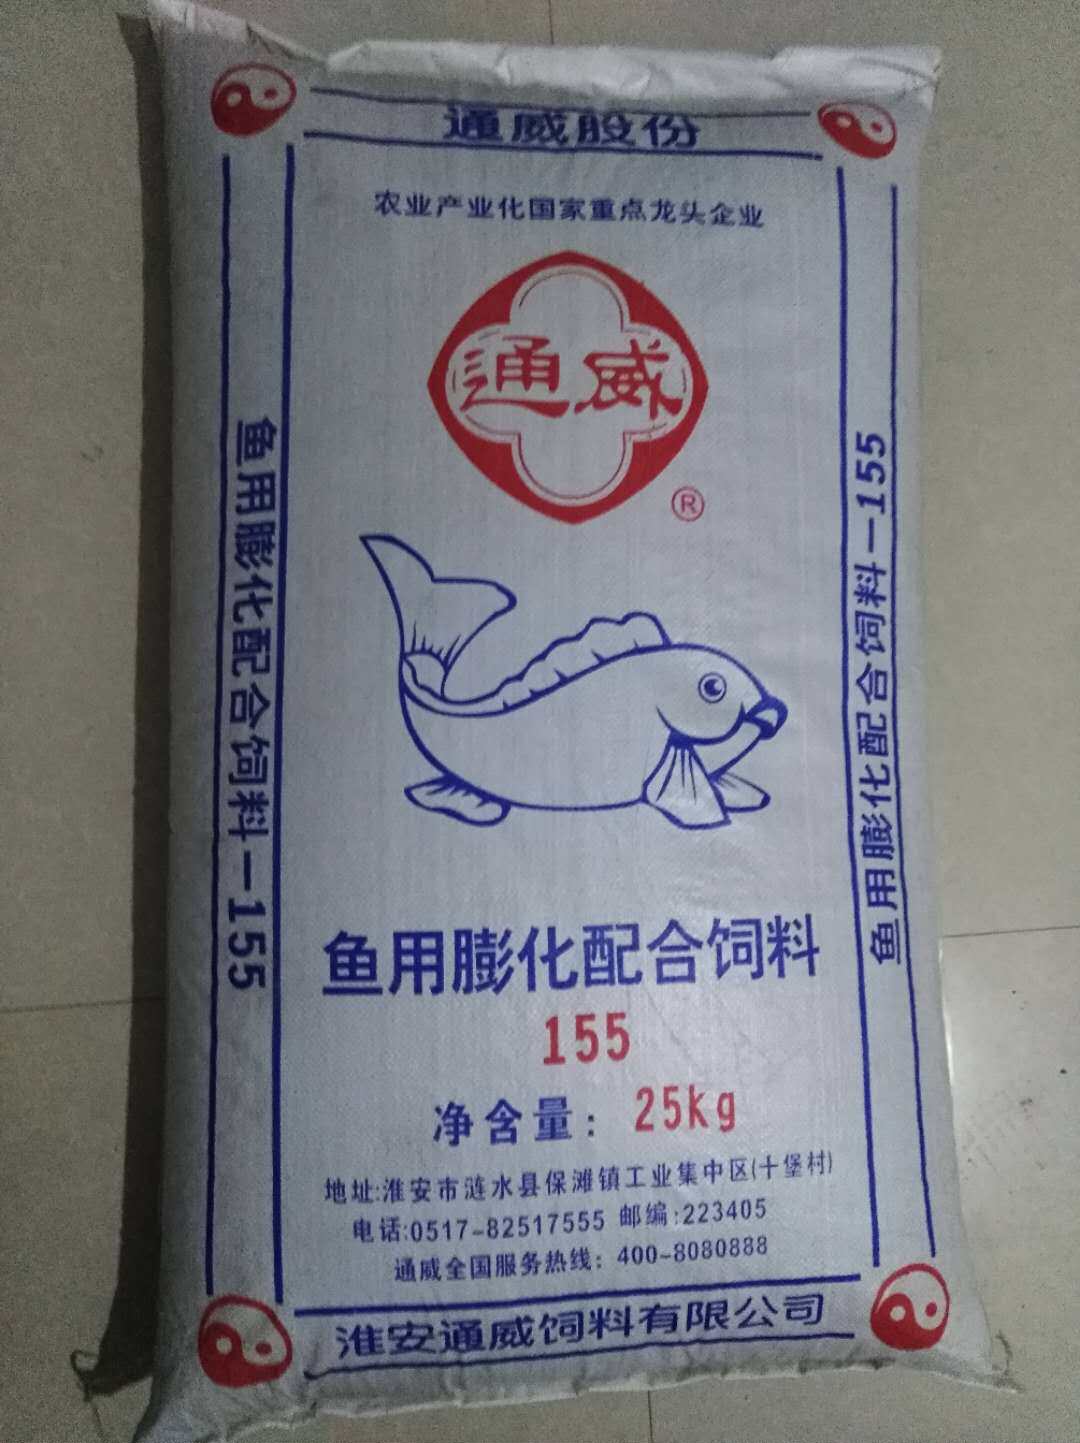 通威股份
农业产业化国家重点龙头企业
通威
®
鱼用膨化配合饲料-155
鱼用膨化配合饲料-155
鱼用膨化配合饲料
155
净含量：25kg
地址:淮安市涟水县保滩镇工业集中区(十堡村)
电话:0517-82517555 邮编:223405
通威全国服务热线：400-8080888
淮安通威饲料有限公司